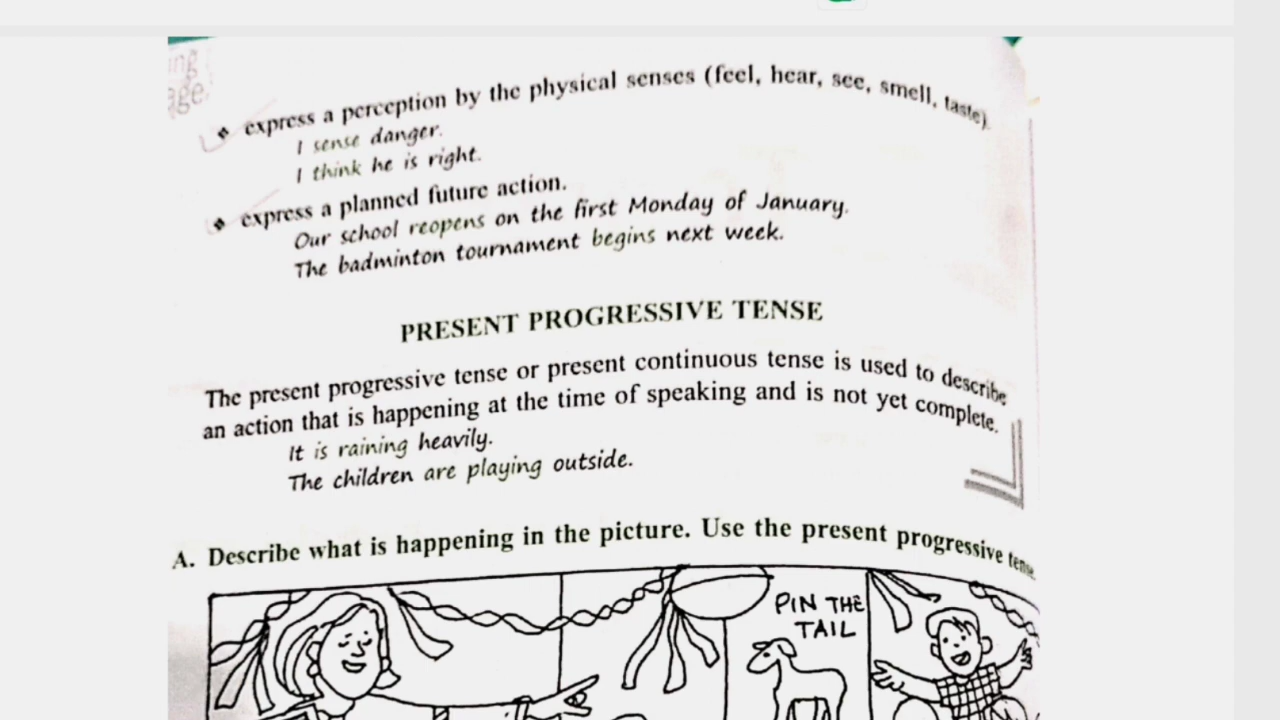 ing
age.
❖ express a perception by the physical senses (feel, hear, see, smell, taste).
I sense danger.
I think he is right.
❖ express a planned future action.
Our school reopens on the first Monday of January.
The badminton tournament begins next week.
PRESENT PROGRESSIVE TENSE
The present progressive tense or present continuous tense is used to describe
an action that is happening at the time of speaking and is not yet complete.
It is raining heavily.
The children are playing outside.
A. Describe what is happening in the picture. Use the present progressive tense.
PIN THE
TAIL